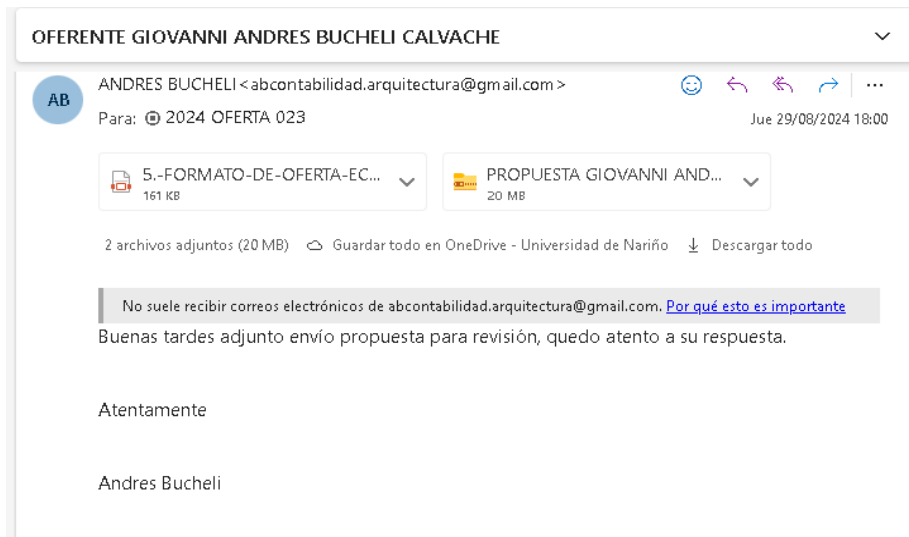 OFERENTE GIOVANNI ANDRES BUCHELI CALVACHE
AB
ANDRES BUCHELI<abcontabilidad.arquitectura@gmail.com>
Para: 2024 OFERTA 023
Jue 29/08/2024 18:00
5.-FORMATO-DE-OFERTA-EC...
161 KB
PROPUESTA GIOVANNI AND...
20 MB
2 archivos adjuntos (20 MB) Guardar todo en OneDrive - Universidad de Nariño Descargar todo
No suele recibir correos electrónicos de abcontabilidad.arquitectura@gmail.com. Por qué esto es importante
Buenas tardes adjunto envío propuesta para revisión, quedo atento a su respuesta.
Atentamente
Andres Bucheli